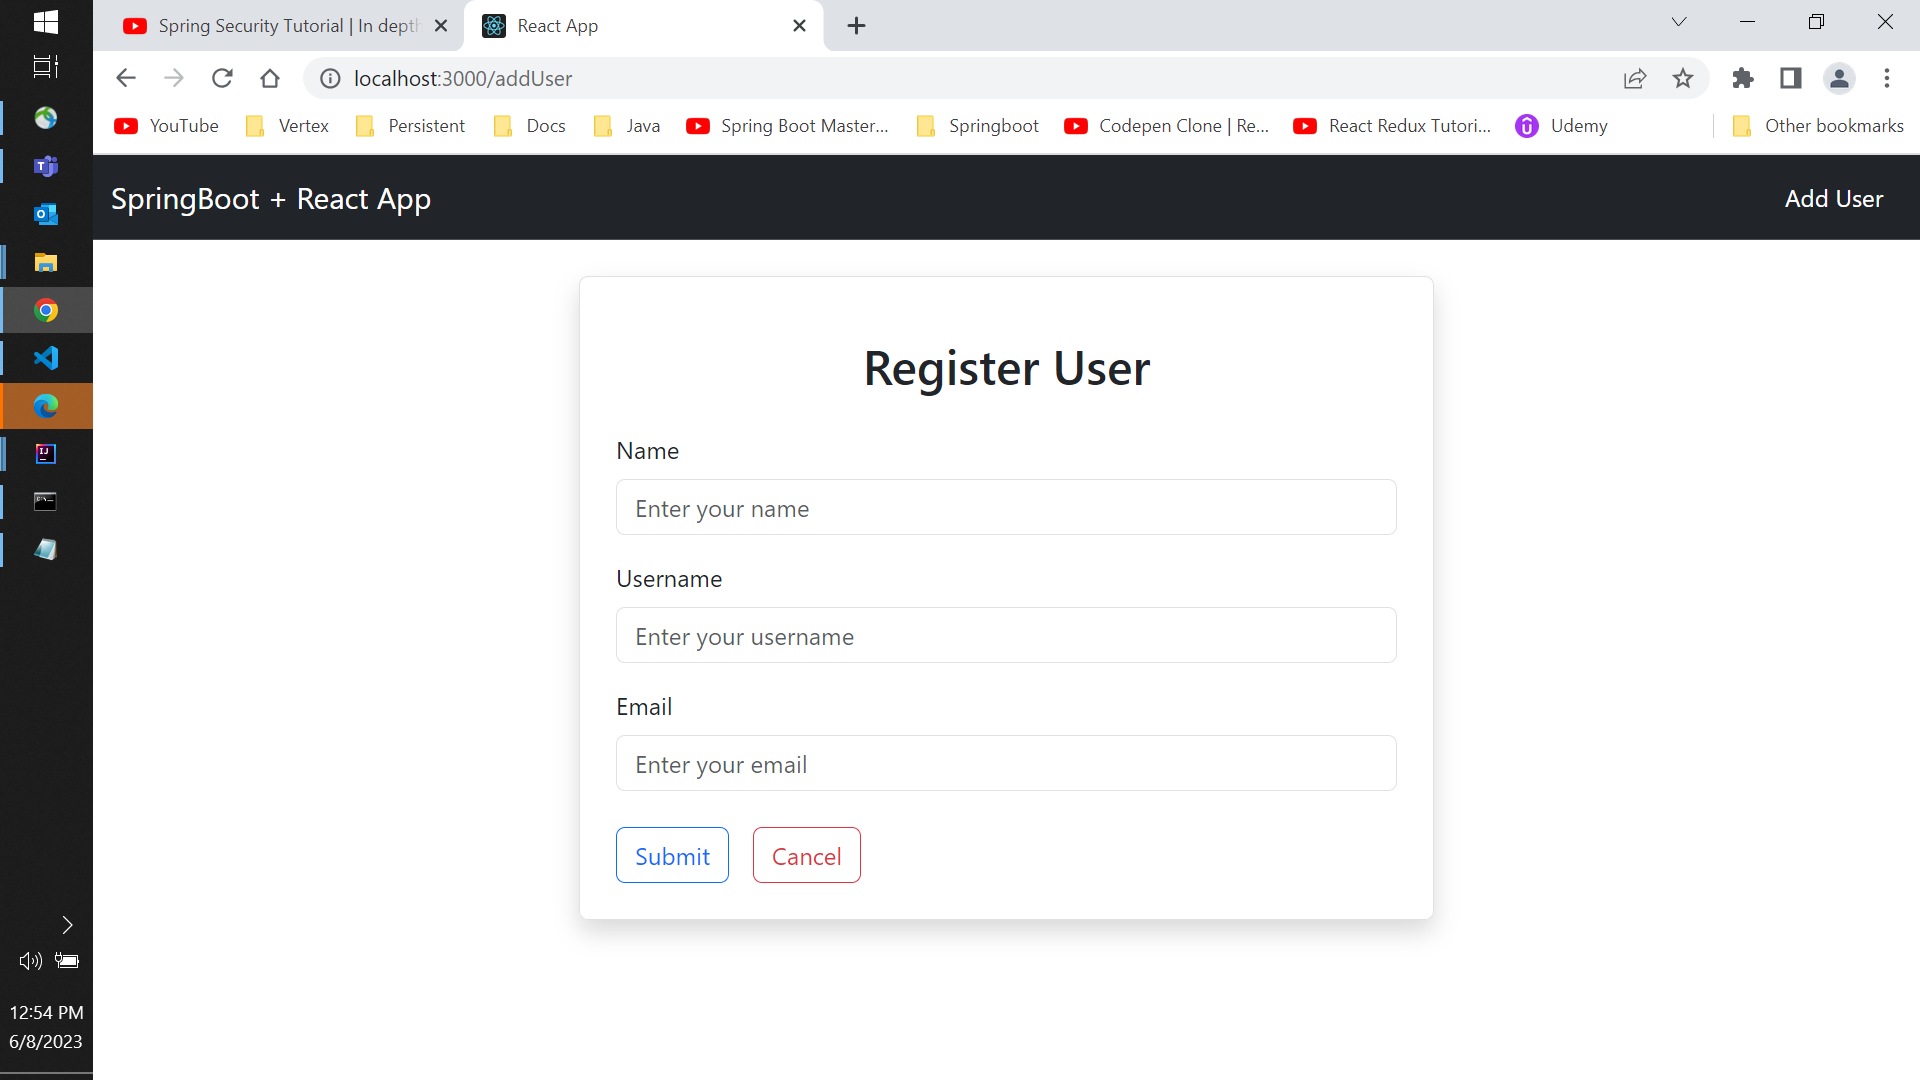 Spring Security Tutorial | In depth
React App
localhost:3000/addUser
YouTube
Vertex
Persistent
Docs
Java
Spring Boot Master...
Springboot
Codepen Clone | Re...
React Redux Tutori...
Udemy
Other bookmarks
SpringBoot + React App
Add User
Register User
Name
Enter your name
Username
Enter your username
Email
Enter your email
Submit
Cancel
12:54 PM
6/8/2023